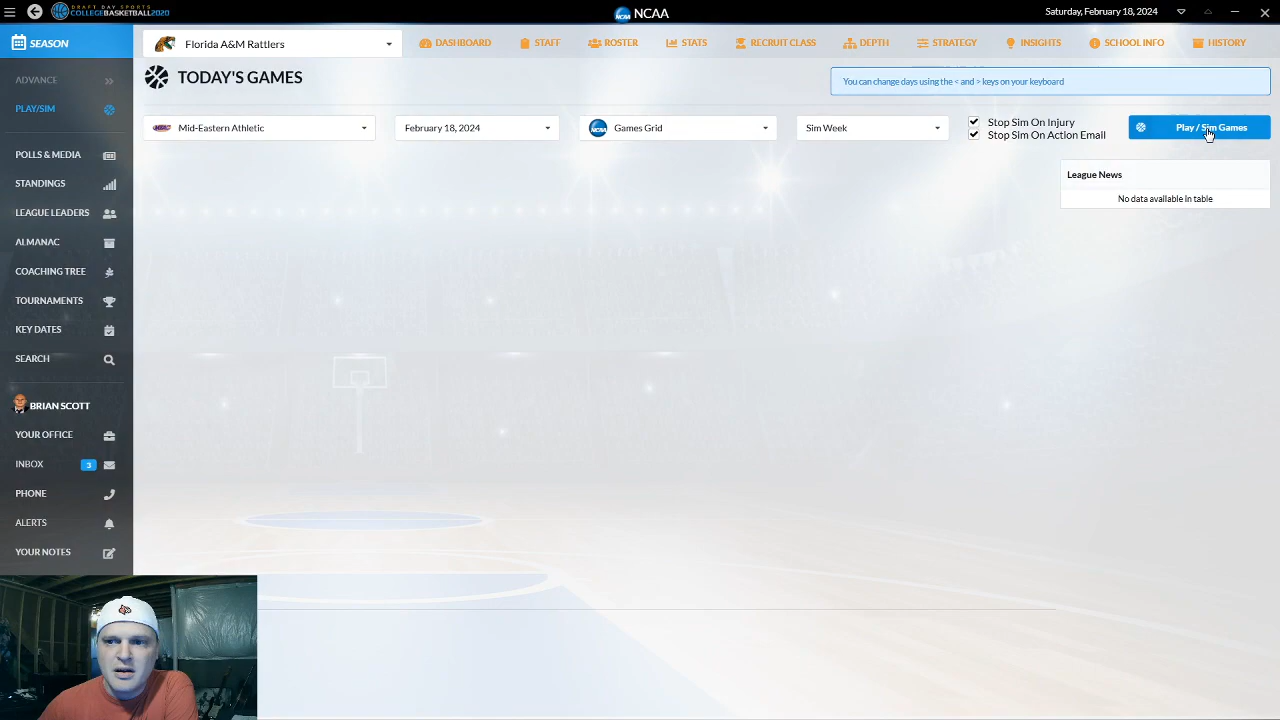 DRAFT DAY SPORTS
COLLEGEBASKETBALL2020
NCAA
Saturday, February 18, 2024
SEASON
Florida A&M Rattlers
DASHBOARD
STAFF
ROSTER
STATS
RECRUIT CLASS
DEPTH
STRATEGY
INSIGHTS
SCHOOL INFO
HISTORY
ADVANCE
TODAY'S GAMES
You can change days using the < and > keys on your keyboard
PLAY/SIM
Mid-Eastern Athletic
February 18, 2024
Games Grid
Sim Week
Stop Sim On Injury
Stop Sim On Action Email
Play / Sim Games
POLLS & MEDIA
League News
No data available in table
STANDINGS
LEAGUE LEADERS
ALMANAC
COACHING TREE
TOURNAMENTS
KEY DATES
SEARCH
BRIAN SCOTT
YOUR OFFICE
INBOX 3
PHONE
ALERTS
YOUR NOTES